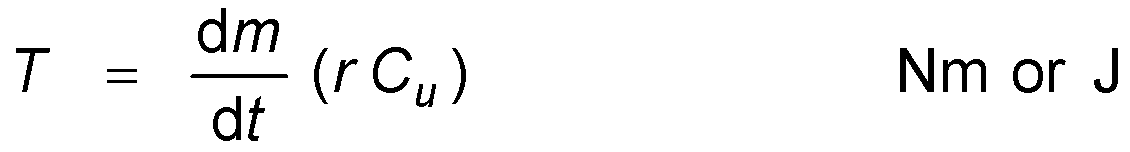 T = dm/dt (r C_u) Nm or J